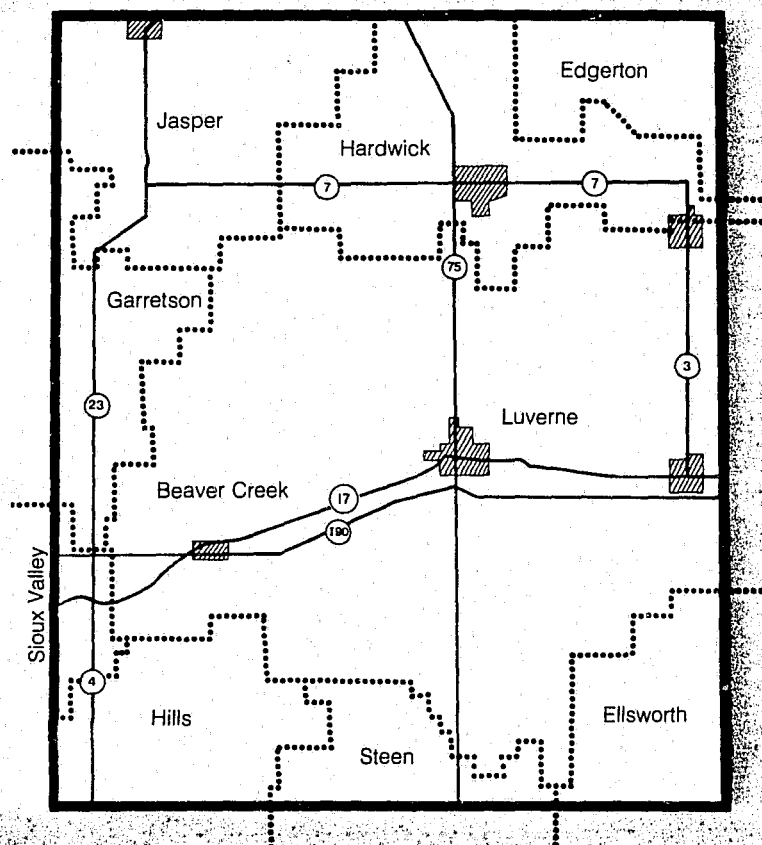 Edgerton
Jasper
Hardwick
7
7
75
Garretson
3
23
Luverne
Beaver Creek
17
I90
Sioux Valley
4
Hills
Ellsworth
Steen